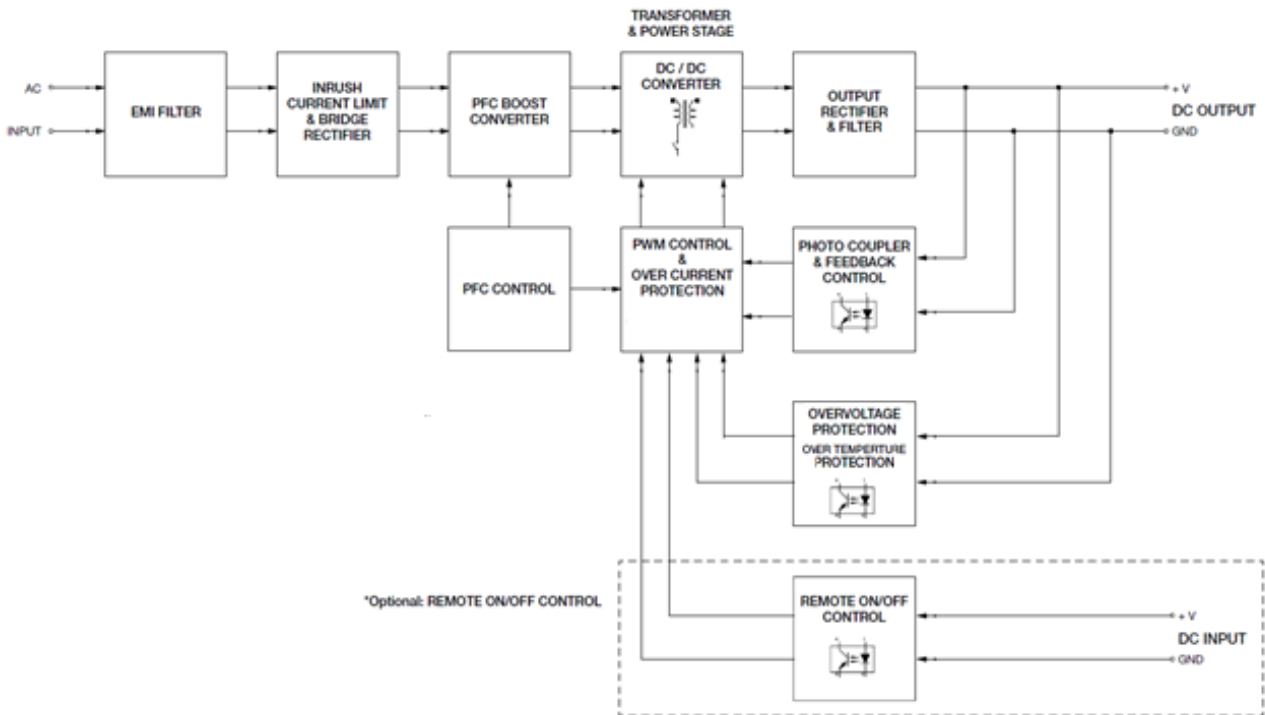 TRANSFORMER
& POWER STAGE
AC
INPUT
EMI FILTER
INRUSH
CURRENT LIMIT
& BRIDGE
RECTIFIER
PFC BOOST
CONVERTER
DC / DC
CONVERTER
OUTPUT
RECTIFIER
& FILTER
+ V
DC OUTPUT
GND
PFC CONTROL
PWM CONTROL
&
OVER CURRENT
PROTECTION
PHOTO COUPLER
& FEEDBACK
CONTROL
OVERVOLTAGE
PROTECTION
OVER TEMPERTURE
PROTECTION
*Optional: REMOTE ON/OFF CONTROL
REMOTE ON/OFF
CONTROL
+ V
DC INPUT
GND